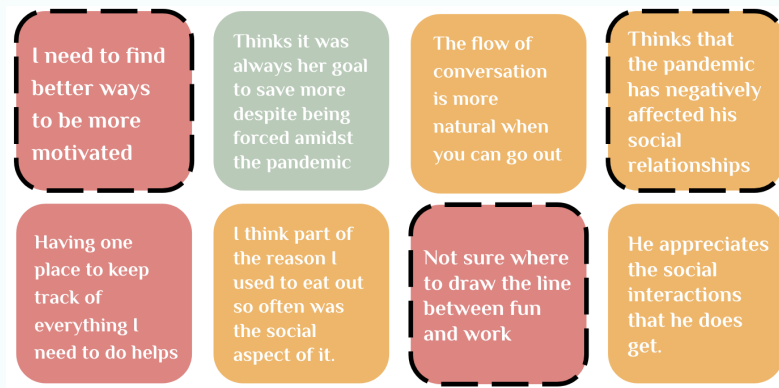 I need to find
better ways
to be more
motivated
Thinks it was
always her goal
to save more
despite being
forced amidst
the pandemic
The flow of
conversation
is more
natural when
you can go out
Thinks that
the pandemic
has negatively
affected his
social
relationships
Having one
place to keep
track of
everything I
need to do helps
I think part of
the reason I
used to eat out
so often was
the social
aspect of it.
Not sure where
to draw the line
between fun
and work
He appreciates
the social
interactions
that he does
get.